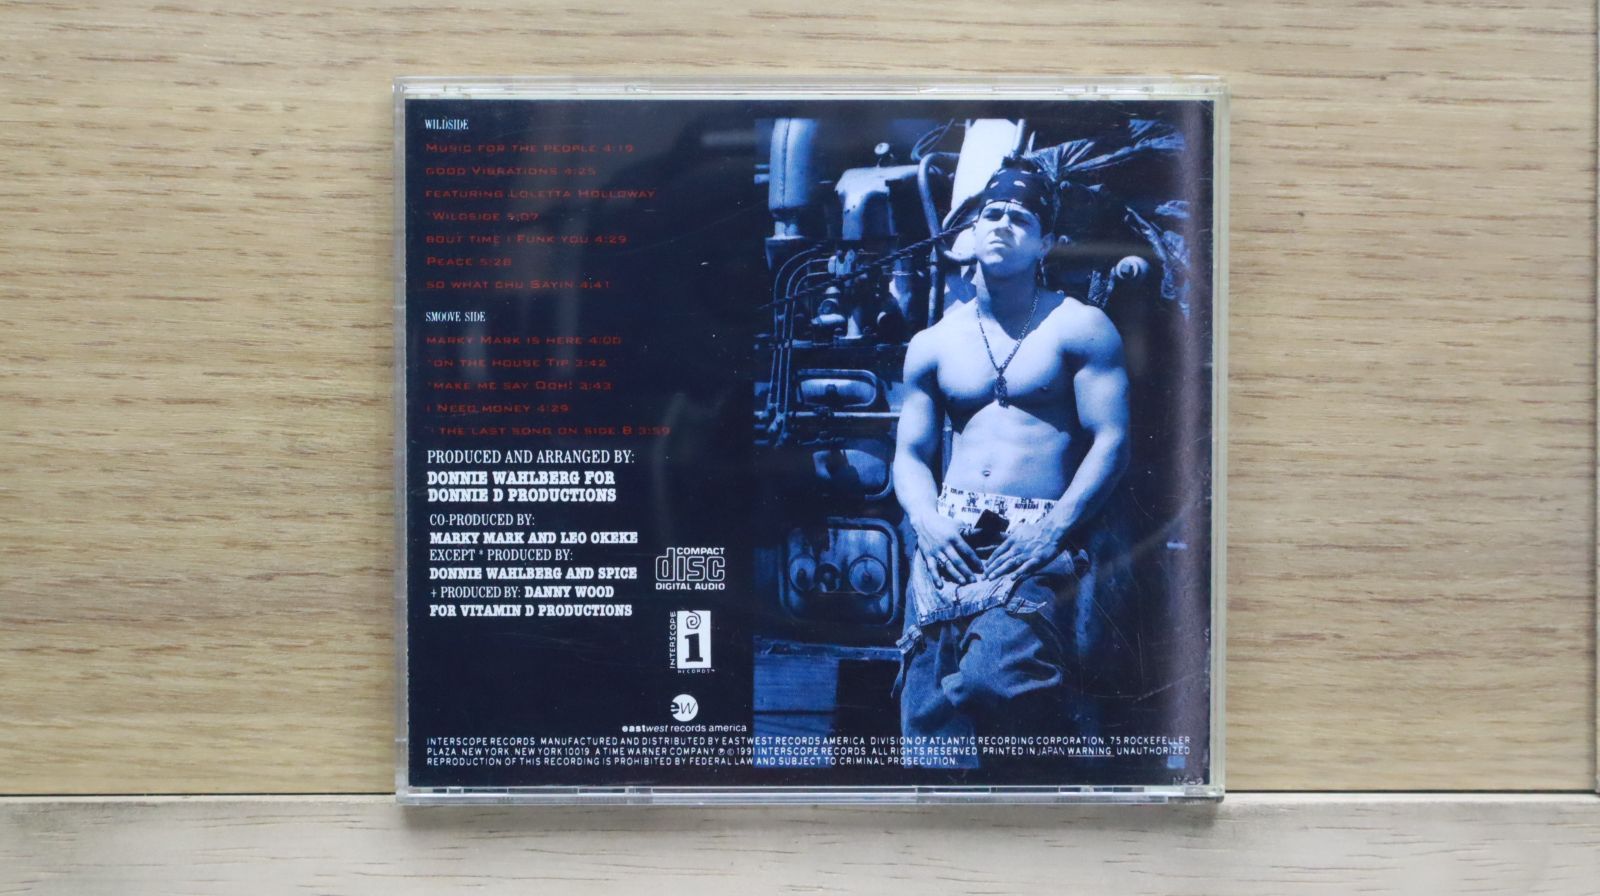 WILDSIDE
MUSIC FOR THE PEOPLE 4:19
GOOD VIBRATIONS 4:25
FEATURING LOLETTA HOLLOWAY
*WILDSIDE 5:07
BOUT TIME I FUNK YOU 4:29
PEACE 5:28
SO WHAT CHU SAYIN 4:41
SMOOVE SIDE
MARKY MARK IS HERE 4:00
*ON THE HOUSE TIP 3:42
*MAKE ME SAY OOH! 3:43
I NEED MONEY 4:29
THE LAST SONG ON SIDE B 3:59
PRODUCED AND ARRANGED BY:
DONNIE WAHLBERG FOR
DONNIE D PRODUCTIONS
CO-PRODUCED BY:
MARKY MARK AND LEO OKEKE
EXCEPT * PRODUCED BY:
DONNIE WAHLBERG AND SPICE
+ PRODUCED BY: DANNY WOOD
FOR VITAMIN D PRODUCTIONS
COMPACT
disc
DIGITAL AUDIO
INTERSCOPE
i
RECORDS
ew
eastwest records america
INTERSCOPE RECORDS MANUFACTURED AND DISTRIBUTED BY EASTWEST RECORDS AMERICA DIVISION OF ATLANTIC RECORDING CORPORATION, 75 ROCKEFELLER
PLAZA, NEW YORK, NEW YORK 10019. A TIME WARNER COMPANY ℗ © 1991 INTERSCOPE RECORDS. ALL RIGHTS RESERVED. PRINTED IN JAPAN WARNING: UNAUTHORIZED
REPRODUCTION OF THIS RECORDING IS PROHIBITED BY FEDERAL LAW AND SUBJECT TO CRIMINAL PROSECUTION.